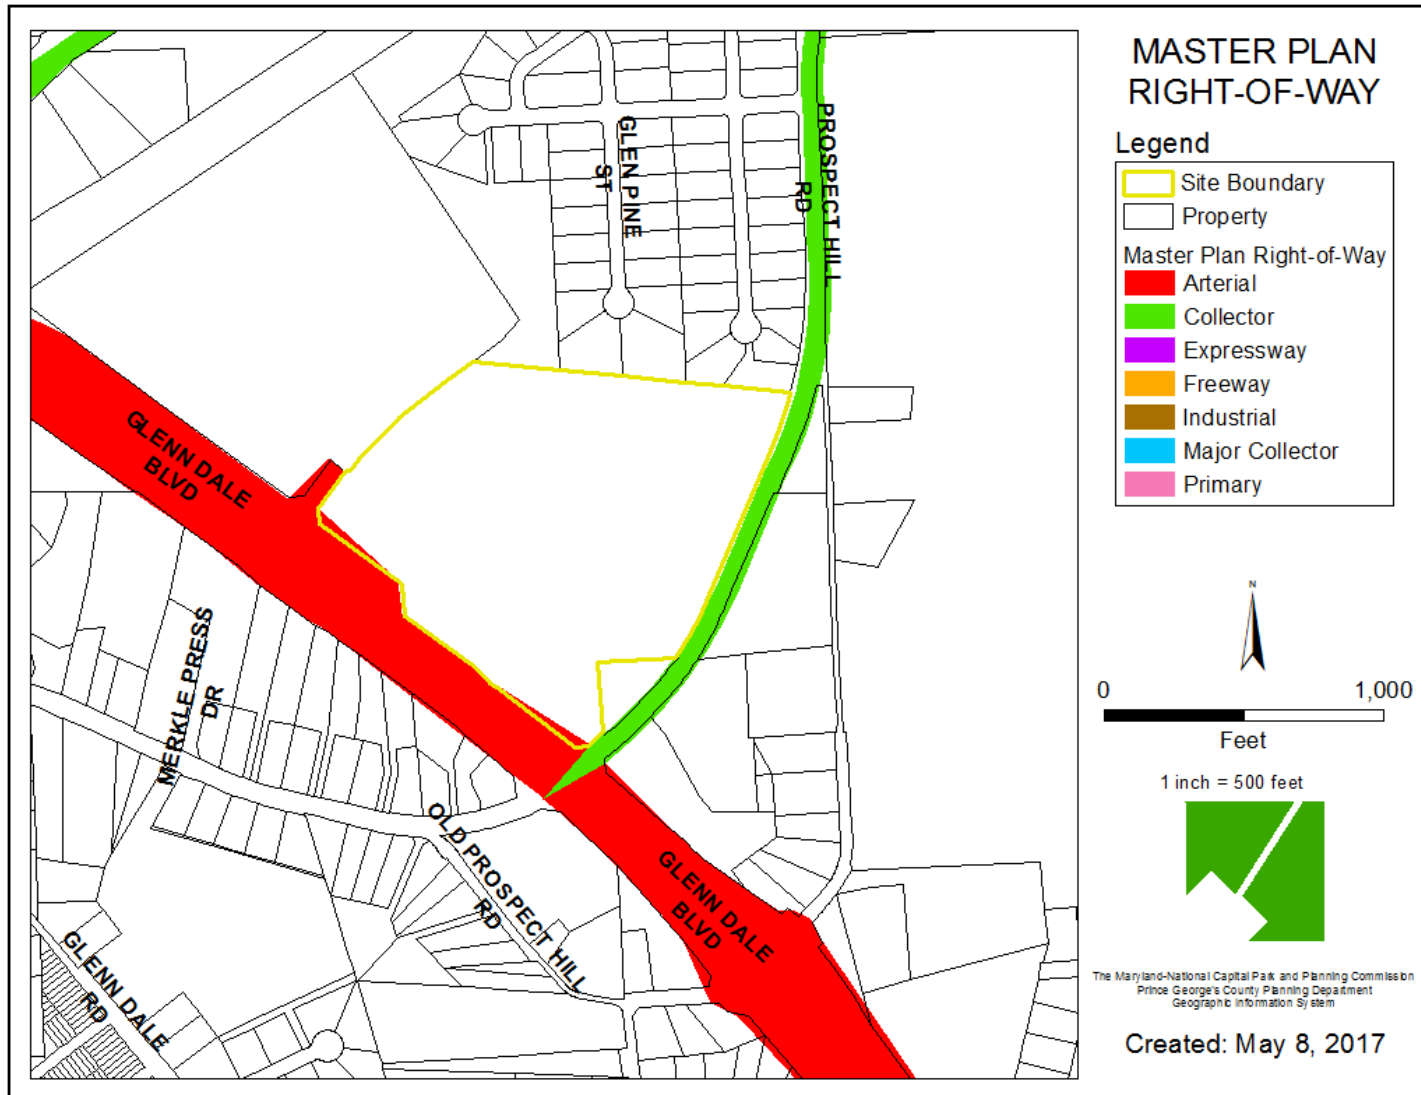 MASTER PLAN
RIGHT-OF-WAY
Legend
Site Boundary
Property
Master Plan Right-of-Way
Arterial
Collector
Expressway
Freeway
Industrial
Major Collector
Primary
N
0 1,000
Feet
1 inch = 500 feet
The Maryland-National Capital Park and Planning Commission
Prince George's County Planning Department
Geographic Information System
Created: May 8, 2017
GLEN PINE
ST
PROSPECT HILL
RD
GLENN DALE
BLVD
MERKLE PRESS
DR
OLD PROSPECT HILL
RD
GLENN DALE
BLVD
GLENN DALE
RD